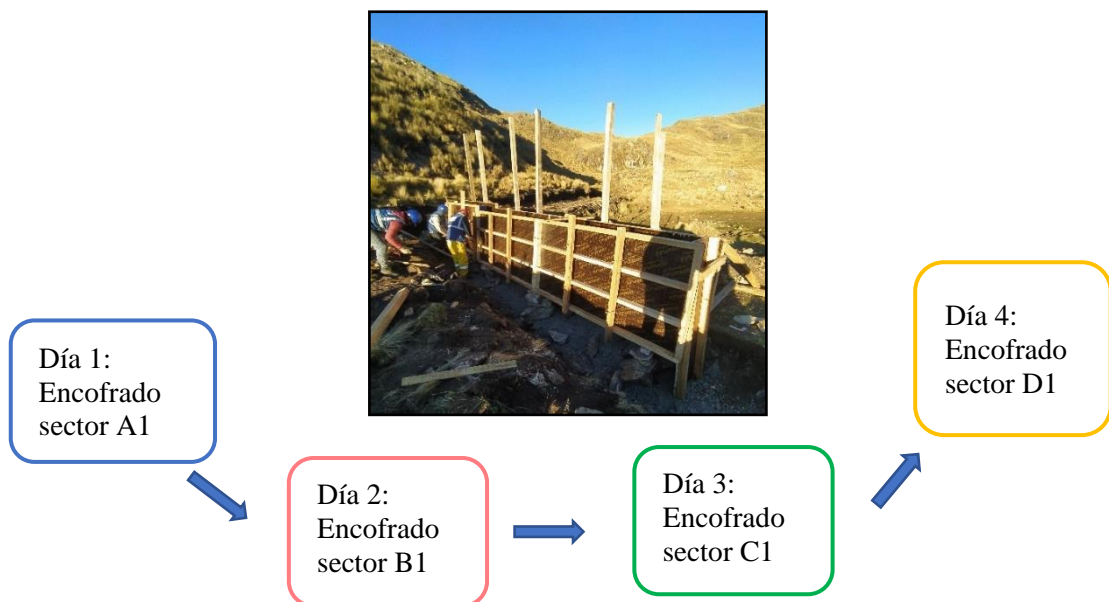 Día 1:
Encofrado
sector A1
Día 2:
Encofrado
sector B1
Día 3:
Encofrado
sector C1
Día 4:
Encofrado
sector D1